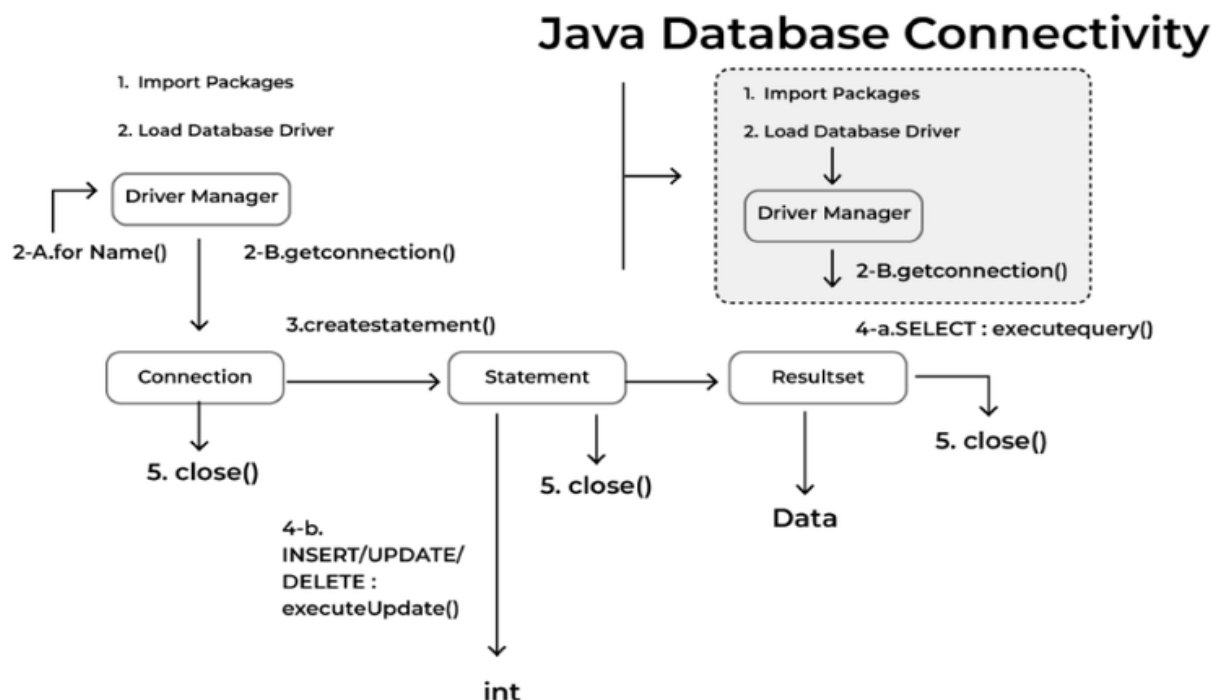 Java Database Connectivity
1. Import Packages
2. Load Database Driver
Driver Manager
2-A.for Name()
2-B.getconnection()
1. Import Packages
2. Load Database Driver
Driver Manager
2-B.getconnection()
3.createstatement()
4-a.SELECT : executequery()
Connection
Statement
Resultset
5. close()
5. close()
5. close()
Data
4-b.
INSERT/UPDATE/
DELETE :
executeUpdate()
int